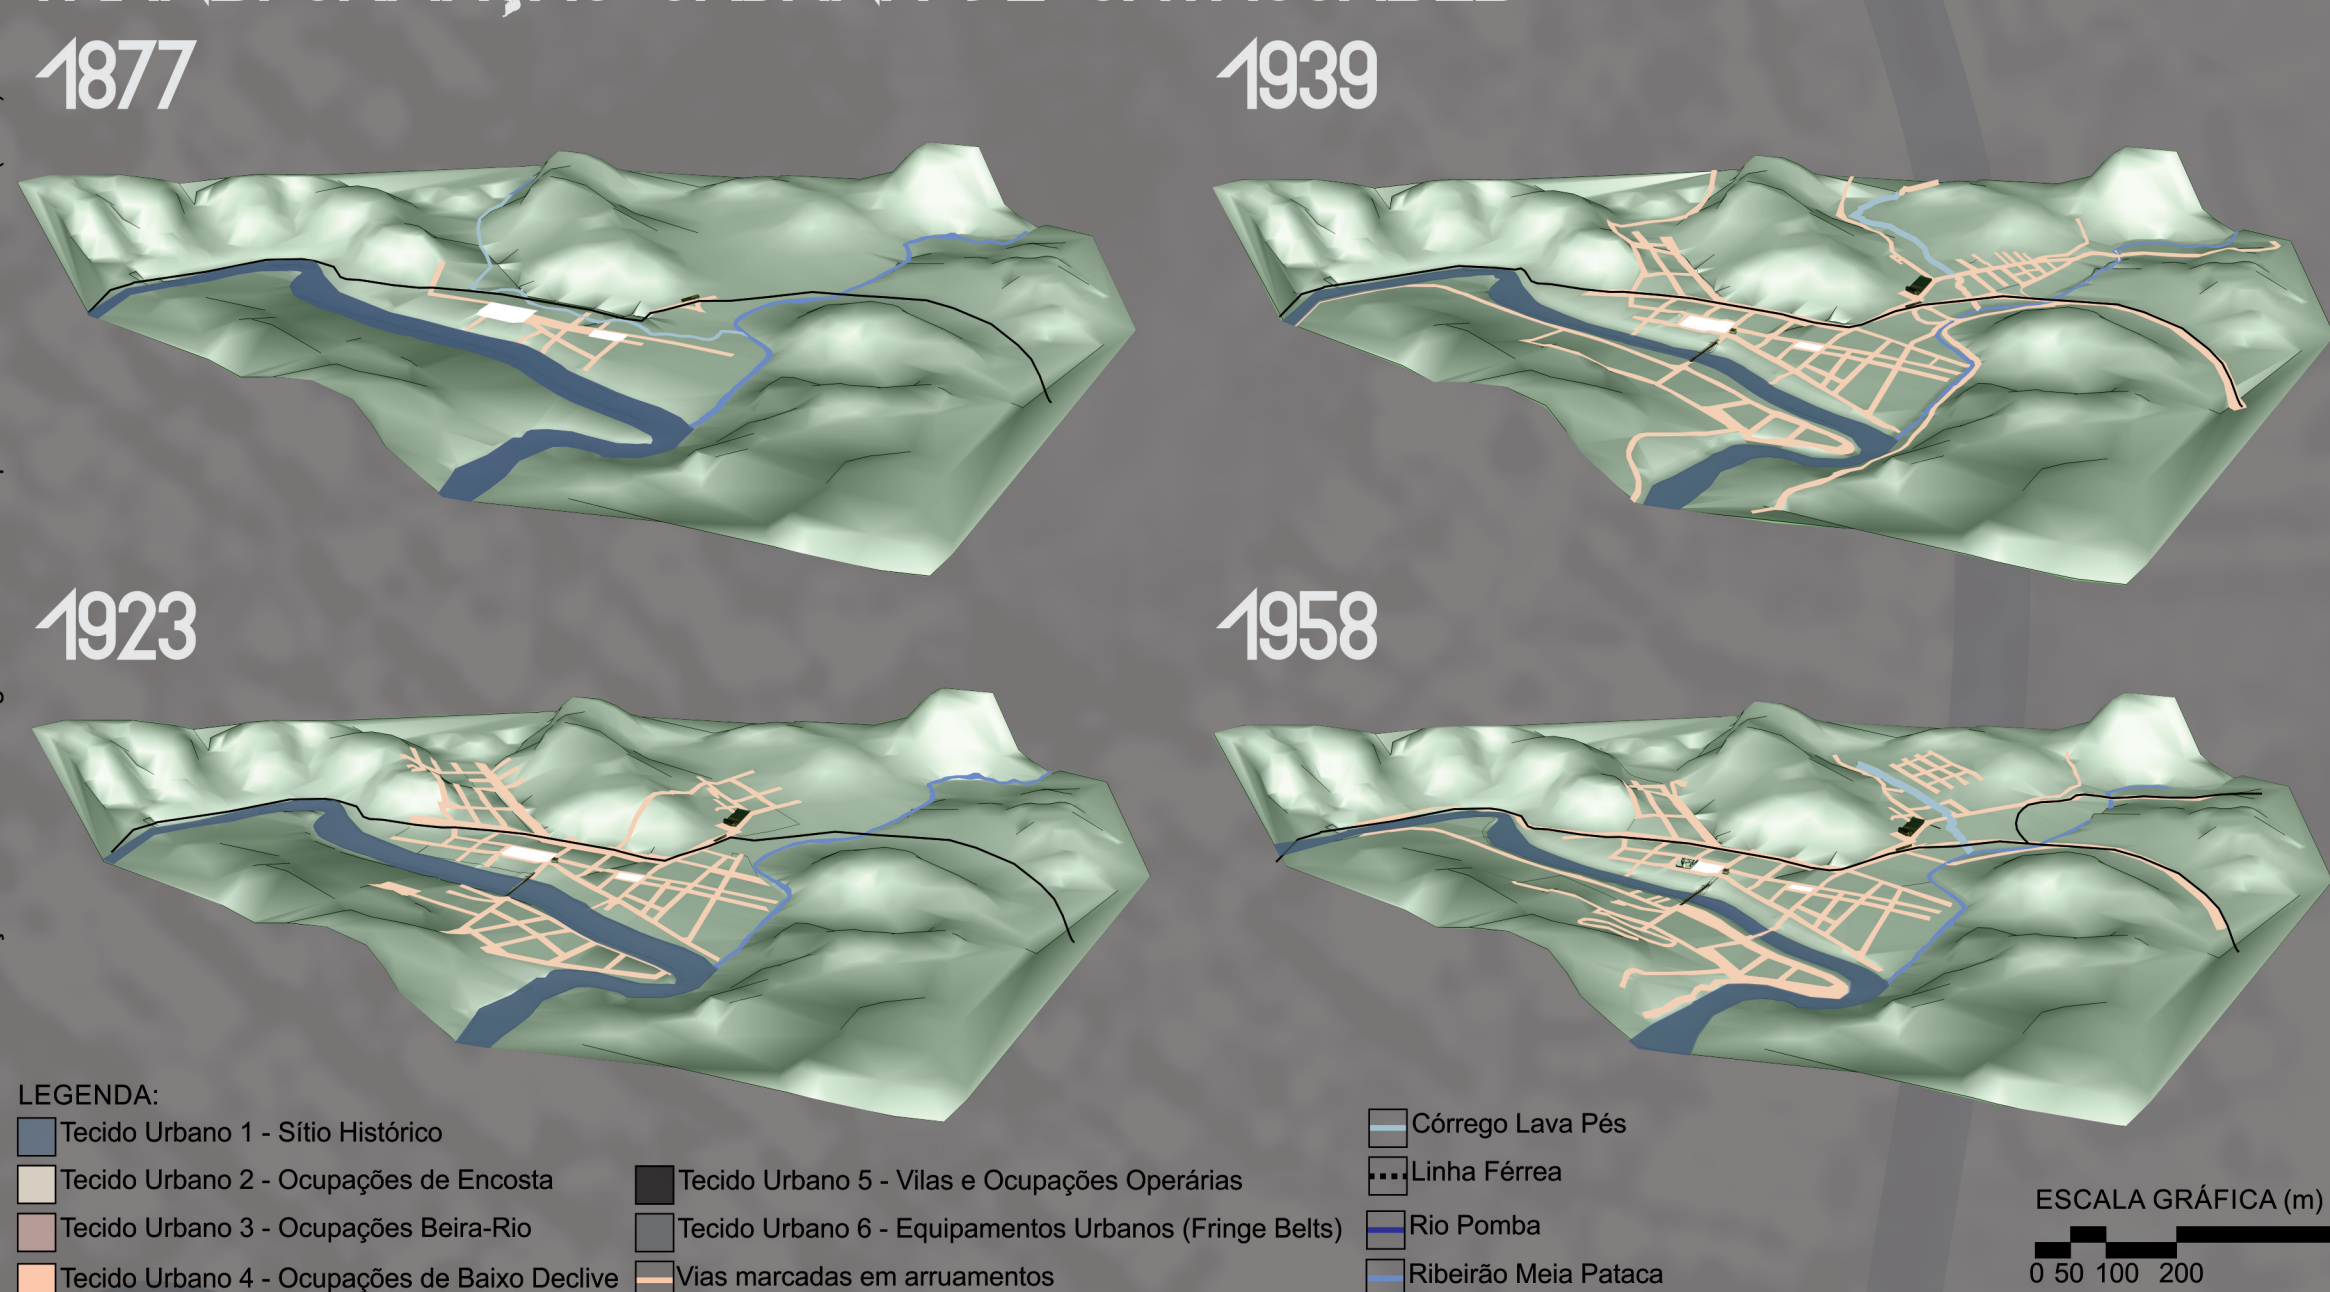 1877
1939
1923
1958
LEGENDA:
Tecido Urbano 1 - Sítio Histórico
Tecido Urbano 2 - Ocupações de Encosta
Tecido Urbano 3 - Ocupações Beira-Rio
Tecido Urbano 4 - Ocupações de Baixo Declive
Tecido Urbano 5 - Vilas e Ocupações Operárias
Tecido Urbano 6 - Equipamentos Urbanos (Fringe Belts)
Vias marcadas em arruamentos
Córrego Lava Pés
Linha Férrea
Rio Pomba
Ribeirão Meia Pataca
ESCALA GRÁFICA (m)
0 50 100 200